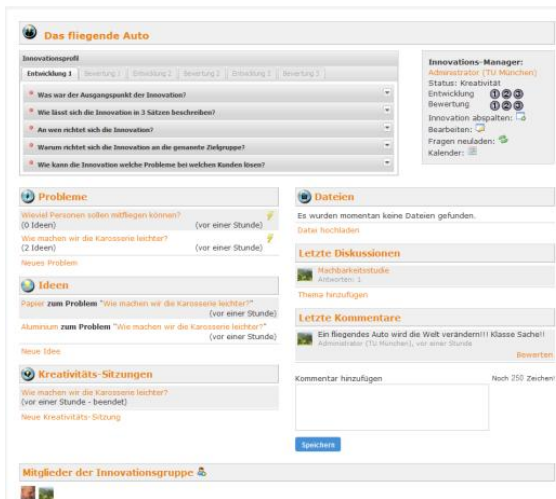 Das fliegende Auto
Innovationsprofil
Entwicklung 1 Bewertung 1 Entwicklung 2 Bewertung 2 Entwicklung 3 Bewertung 3
Was war der Ausgangspunkt der Innovation?
Wie lässt sich die Innovation in 3 Sätzen beschreiben?
An wen richtet sich die Innovation?
Warum richtet sich die Innovation an die genannte Zielgruppe?
Wie kann die Innovation welche Probleme bei welchen Kunden lösen?
Innovations-Manager:
Administrator (TU München)
Status: Kreativität
Entwicklung 1 2 3
Bewertung 1 2 3
Innovation abspalten:
Bearbeiten:
Fragen neuladen:
Kalender:
Probleme
Wieviel Personen sollen mitfliegen können?
(0 Ideen) (vor einer Stunde)
Wie machen wir die Karosserie leichter?
(2 Ideen) (vor einer Stunde)
Neues Problem
Ideen
Papier zum Problem "Wie machen wir die Karosserie leichter?"
(vor einer Stunde)
Aluminium zum Problem "Wie machen wir die Karosserie leichter?"
(vor einer Stunde)
Neue Idee
Kreativitäts-Sitzungen
Wie machen wir die Karosserie leichter?
(vor einer Stunde - beendet)
Neue Kreativitäts-Sitzung
Dateien
Es wurden momentan keine Dateien gefunden.
Datei hochladen
Letzte Diskussionen
Machbarkeitsstudie
Antworten: 1
Thema hinzufügen
Letzte Kommentare
Ein fliegendes Auto wird die Welt verändern!!! Klasse Sache!!
Administrator (TU München), vor einer Stunde
Bewerten
Kommentar hinzufügen Noch 250 Zeichen!
Speichern
Mitglieder der Innovationsgruppe